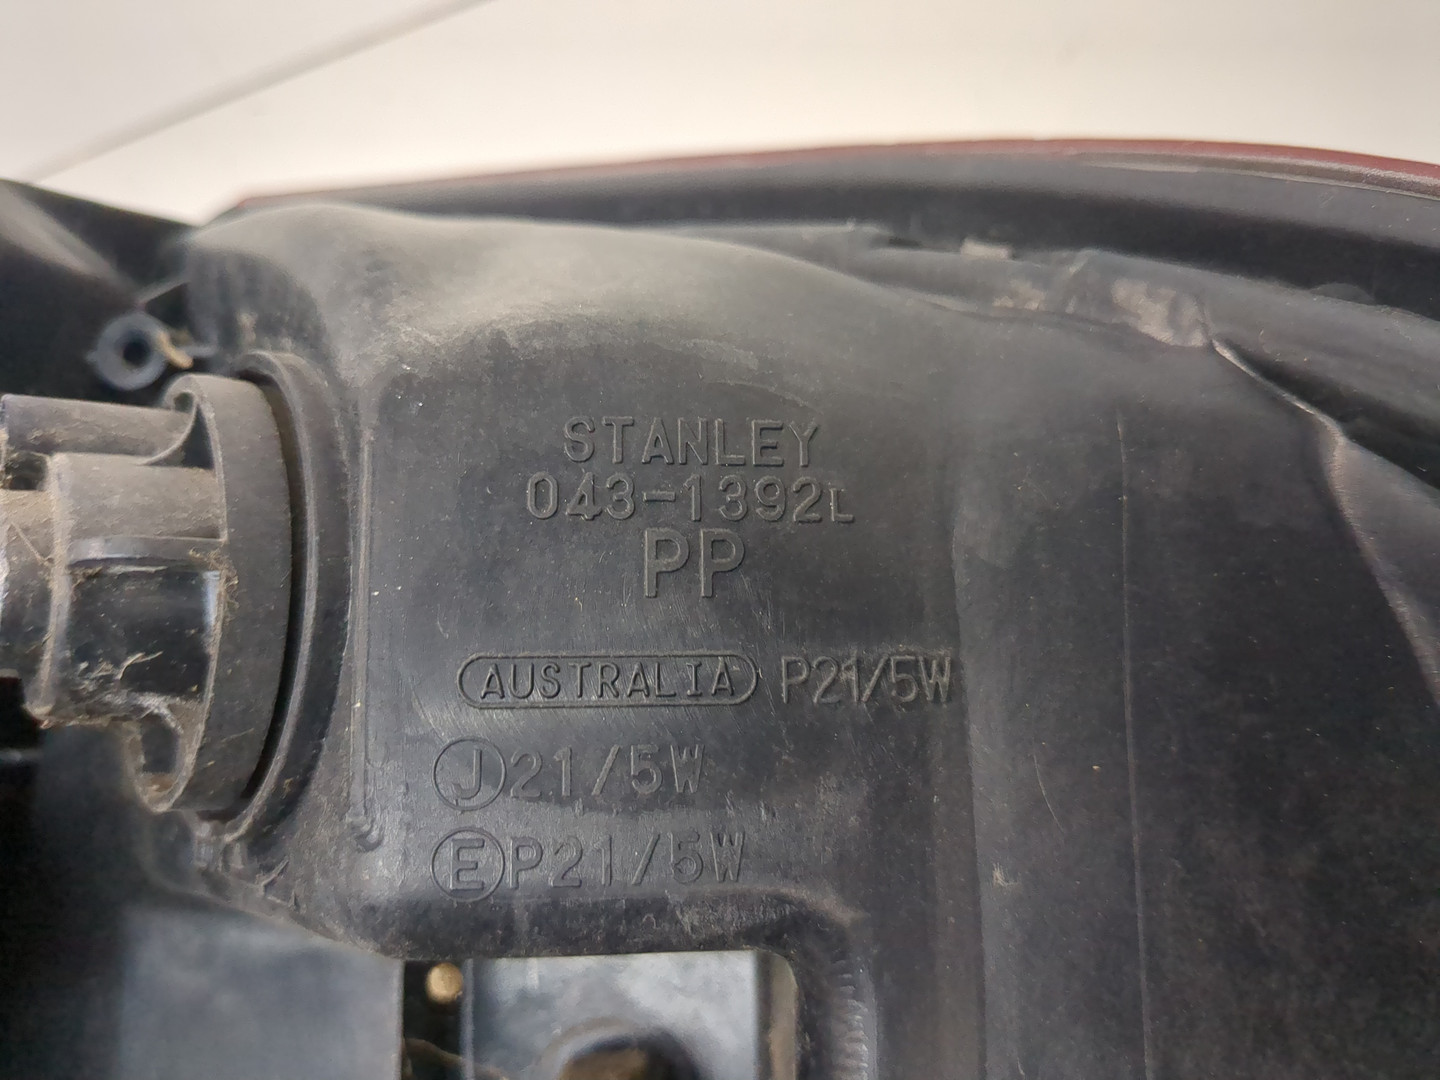 STANLEY
043-1392L
PP
AUSTRALIA P21/5W
J 21/5W
E P21/5W